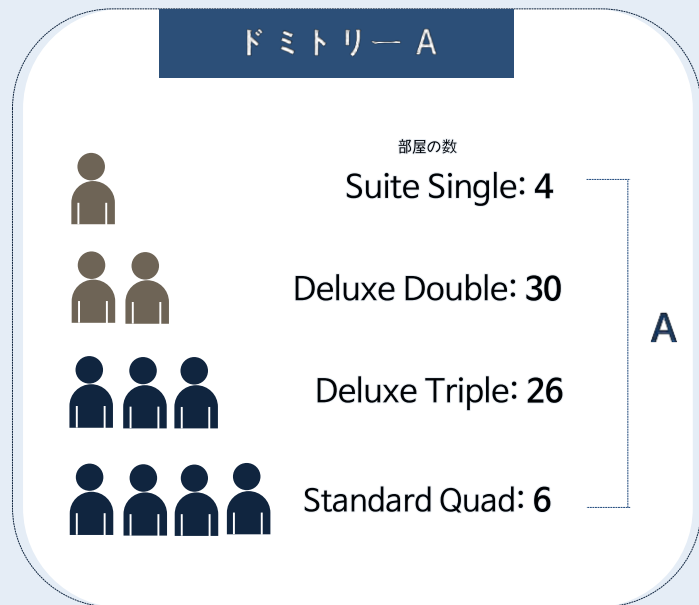 ドミトリー A
部屋の数
Suite Single: 4
Deluxe Double: 30
Deluxe Triple: 26
Standard Quad: 6
A